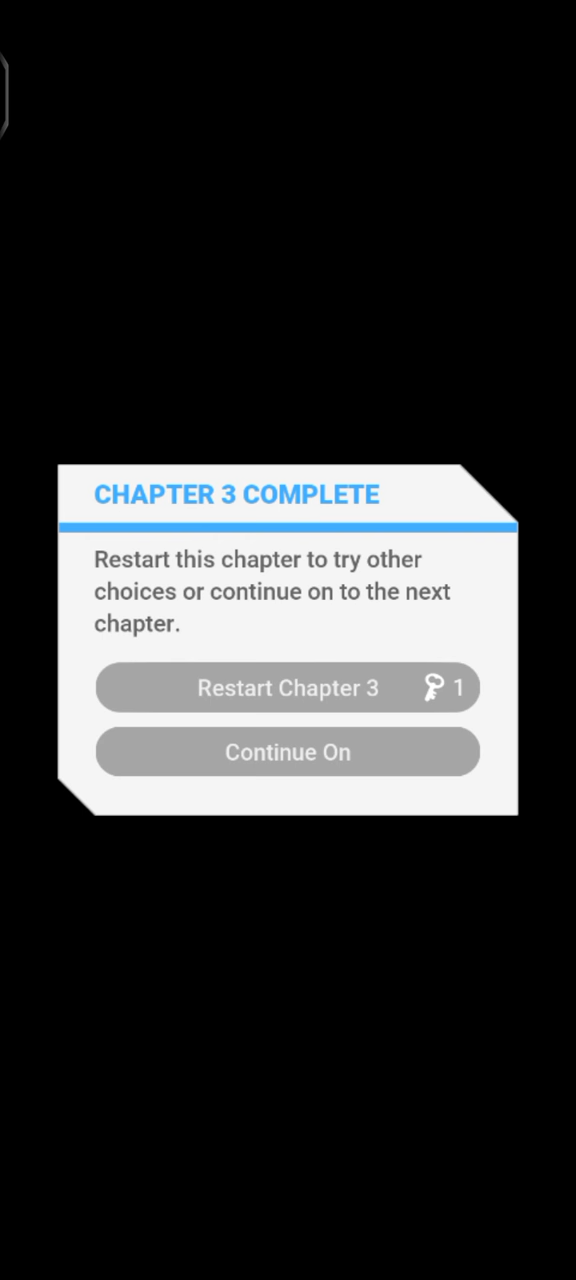 CHAPTER 3 COMPLETE
Restart this chapter to try other
choices or continue on to the next
chapter.
Restart Chapter 3 1
Continue On